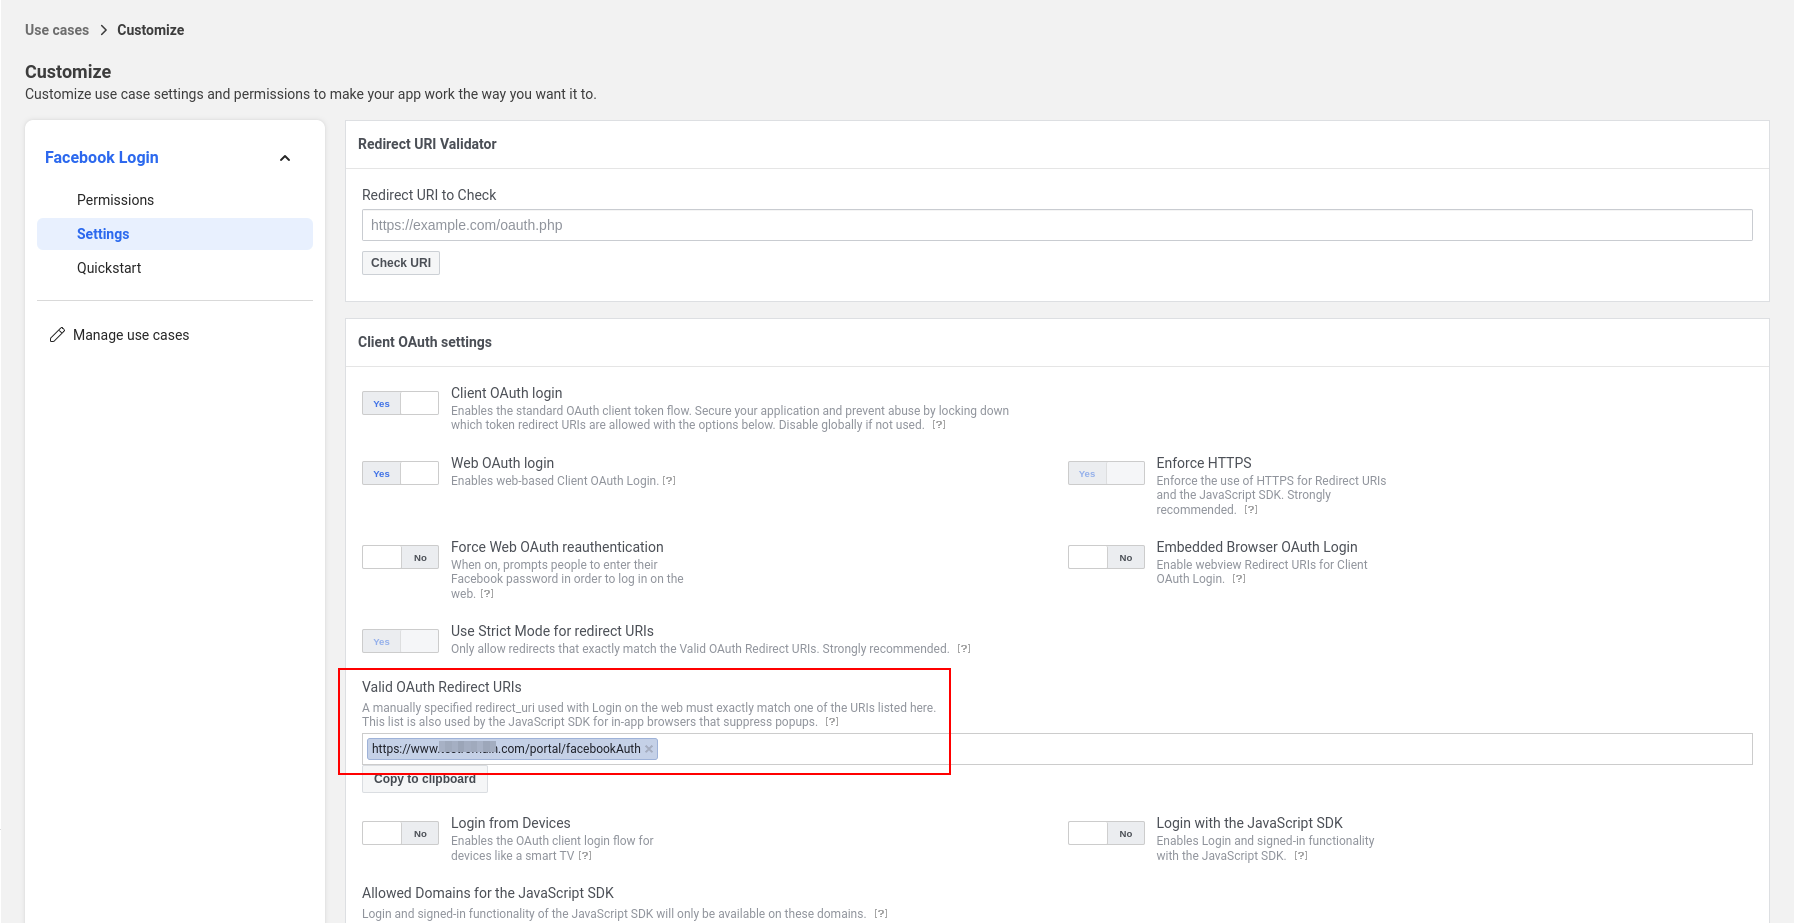 Use cases > Customize
Customize
Customize use case settings and permissions to make your app work the way you want it to.
Facebook Login
Permissions
Settings
Quickstart
Manage use cases
Redirect URI Validator
Redirect URI to Check
https://example.com/oauth.php
Check URI
Client OAuth settings
Yes
Client OAuth login
Enables the standard OAuth client token flow. Secure your application and prevent abuse by locking down
which token redirect URIs are allowed with the options below. Disable globally if not used. [?]
Yes
Web OAuth login
Enables web-based Client OAuth Login. [?]
Yes
Enforce HTTPS
Enforce the use of HTTPS for Redirect URIs
and the JavaScript SDK. Strongly
recommended. [?]
No
Force Web OAuth reauthentication
When on, prompts people to enter their
Facebook password in order to log in on the
web. [?]
No
Embedded Browser OAuth Login
Enable webview Redirect URIs for Client
OAuth Login. [?]
Yes
Use Strict Mode for redirect URIs
Only allow redirects that exactly match the Valid OAuth Redirect URIs. Strongly recommended. [?]
Valid OAuth Redirect URIs
A manually specified redirect_uri used with Login on the web must exactly match one of the URIs listed here.
This list is also used by the JavaScript SDK for in-app browsers that suppress popups. [?]
https://www. .com/portal/facebookAuth ×
Copy to clipboard
No
Login from Devices
Enables the OAuth client login flow for
devices like a smart TV [?]
No
Login with the JavaScript SDK
Enables Login and signed-in functionality
with the JavaScript SDK. [?]
Allowed Domains for the JavaScript SDK
Login and signed-in functionality of the JavaScript SDK will only be available on these domains. [?]